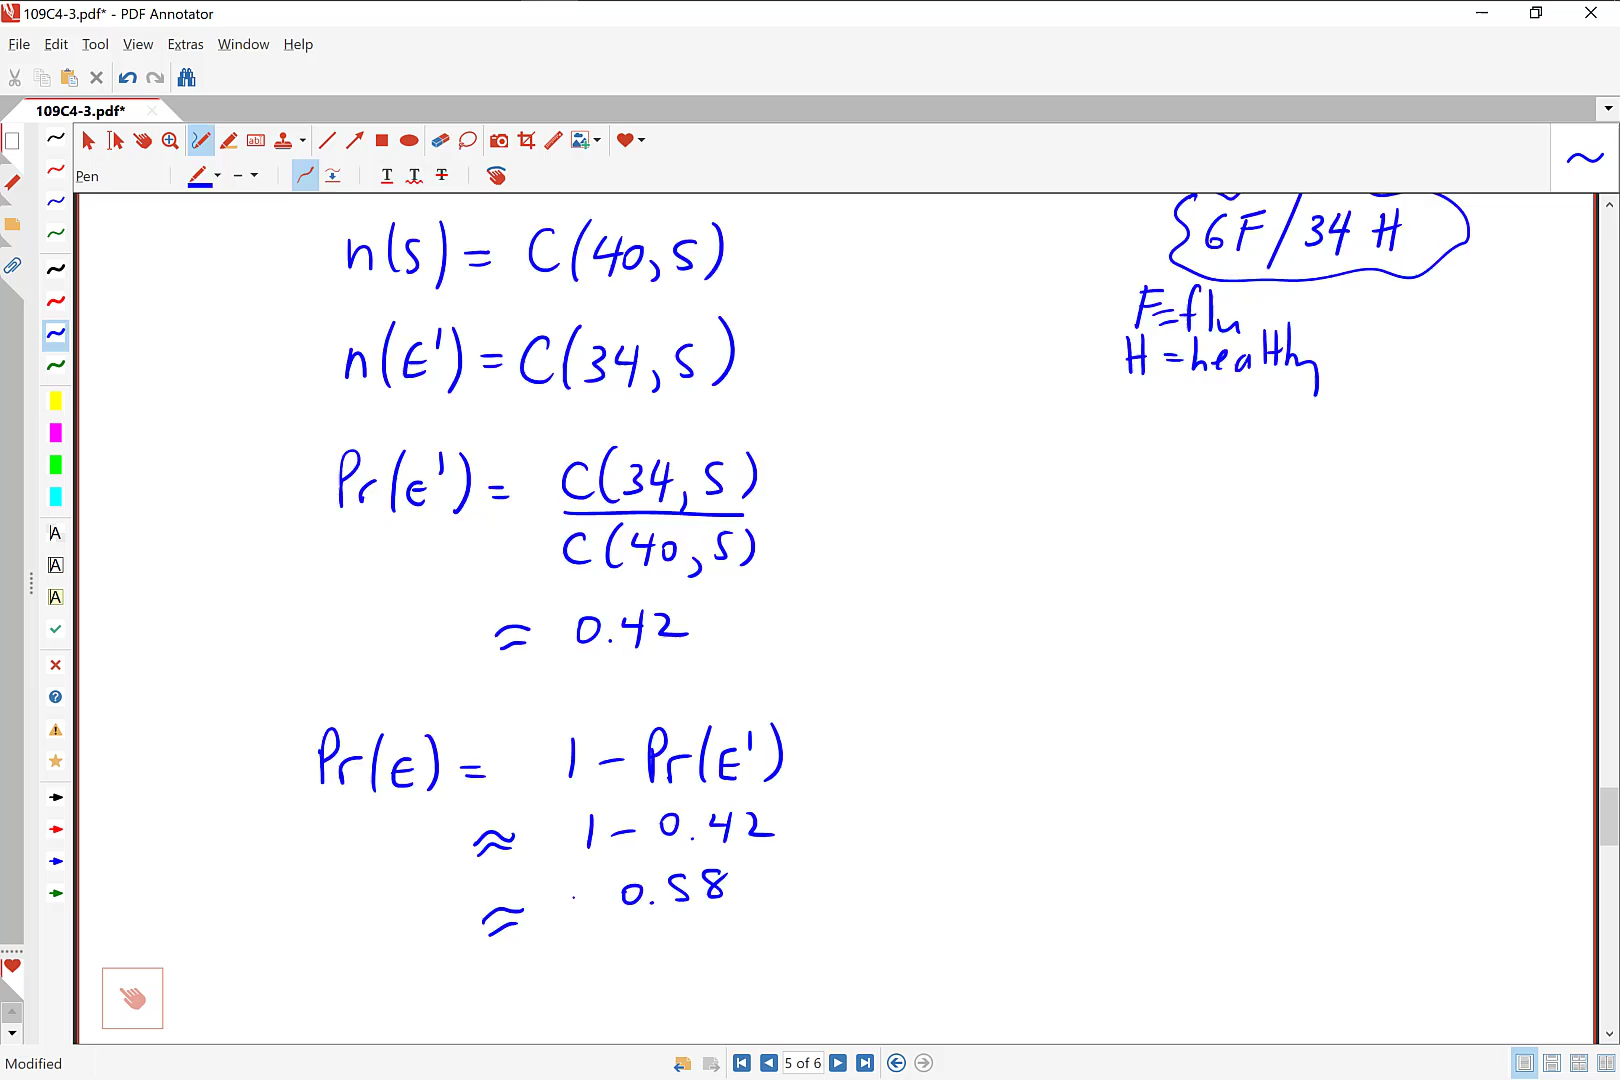 109C4-3.pdf* - PDF Annotator
File Edit Tool View Extras Window Help
109C4-3.pdf*
Pen
n(S) = C(40,5)
n(E') = C(34,5)
Pr(E') = C(34,5)
C(40,5)
≈ 0.42
Pr(E) = 1 - Pr(E')
≈ 1 - 0.42
≈ 0.58
6F/34 H
F = flu
H = healthy
Modified
5 of 6